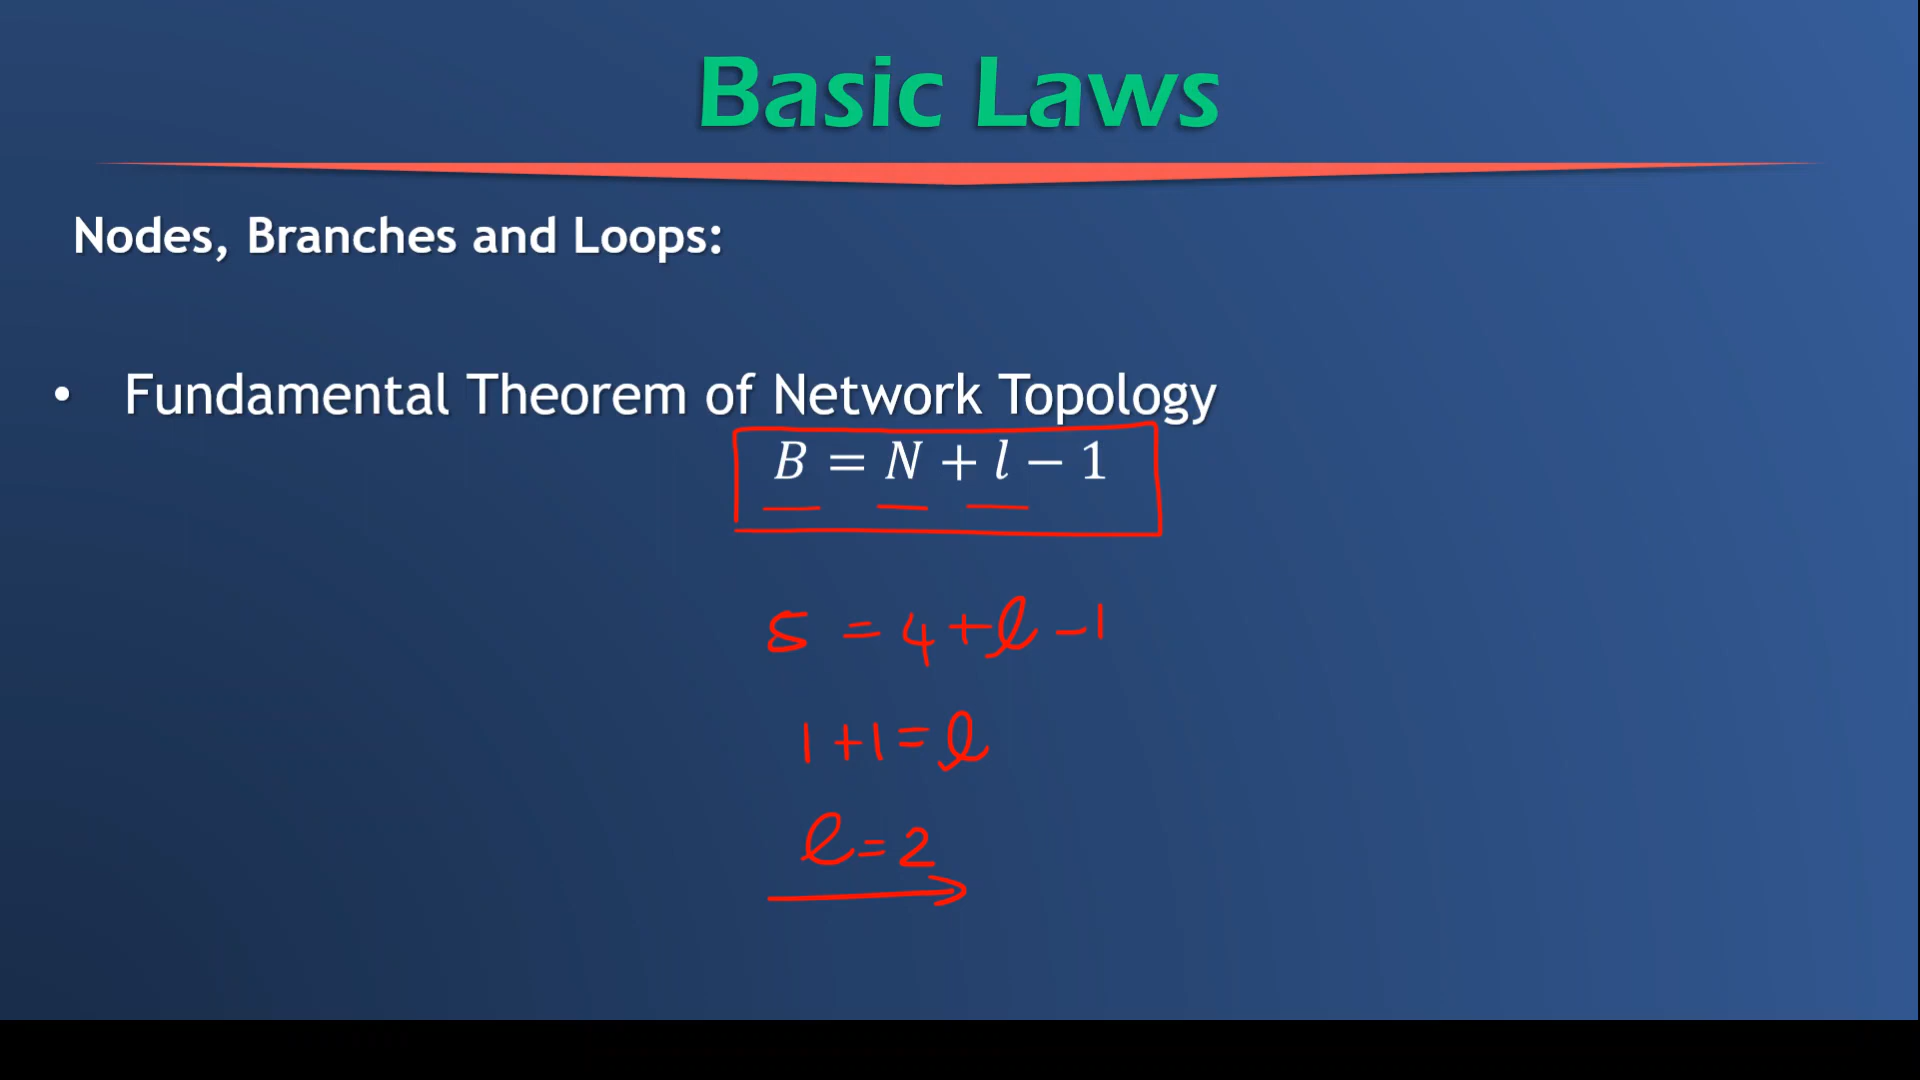 Basic Laws
Nodes, Branches and Loops:
• Fundamental Theorem of Network Topology
B = N + l − 1
5 = 4 + l - 1
1 + 1 = l
l = 2